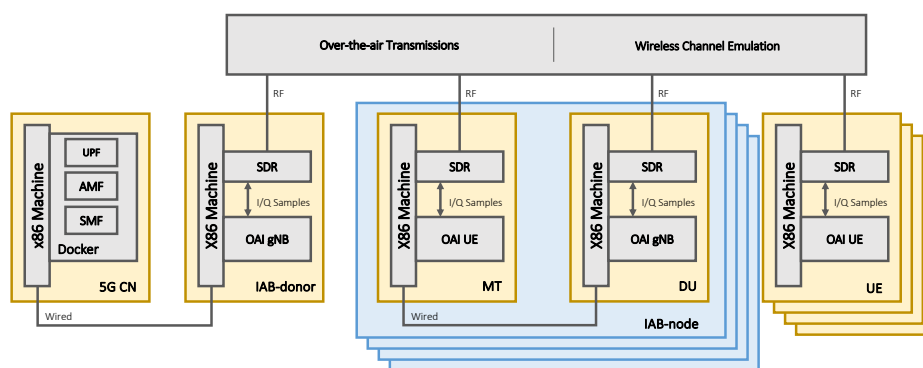 Over-the-air Transmissions
Wireless Channel Emulation
RF
RF
RF
RF
X86 Machine
UPF
AMF
SMF
Docker
5G CN
X86 Machine
SDR
I/Q Samples
OAI gNB
IAB-donor
Wired
X86 Machine
SDR
I/Q Samples
OAI UE
MT
X86 Machine
SDR
I/Q Samples
OAI gNB
DU
Wired
IAB-node
X86 Machine
SDR
I/Q Samples
OAI UE
UE